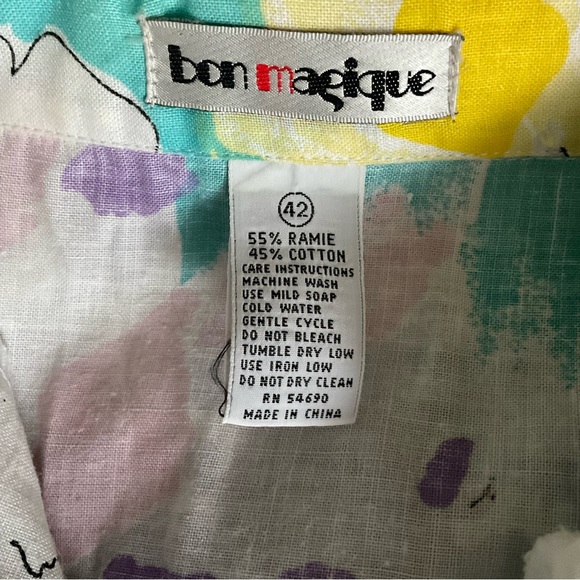 bon magique
42
55% RAMIE
45% COTTON
CARE INSTRUCTIONS
MACHINE WASH
USE MILD SOAP
COLD WATER
GENTLE CYCLE
DO NOT BLEACH
TUMBLE DRY LOW
USE IRON LOW
DO NOT DRY CLEAN
RN 54690
MADE IN CHINA